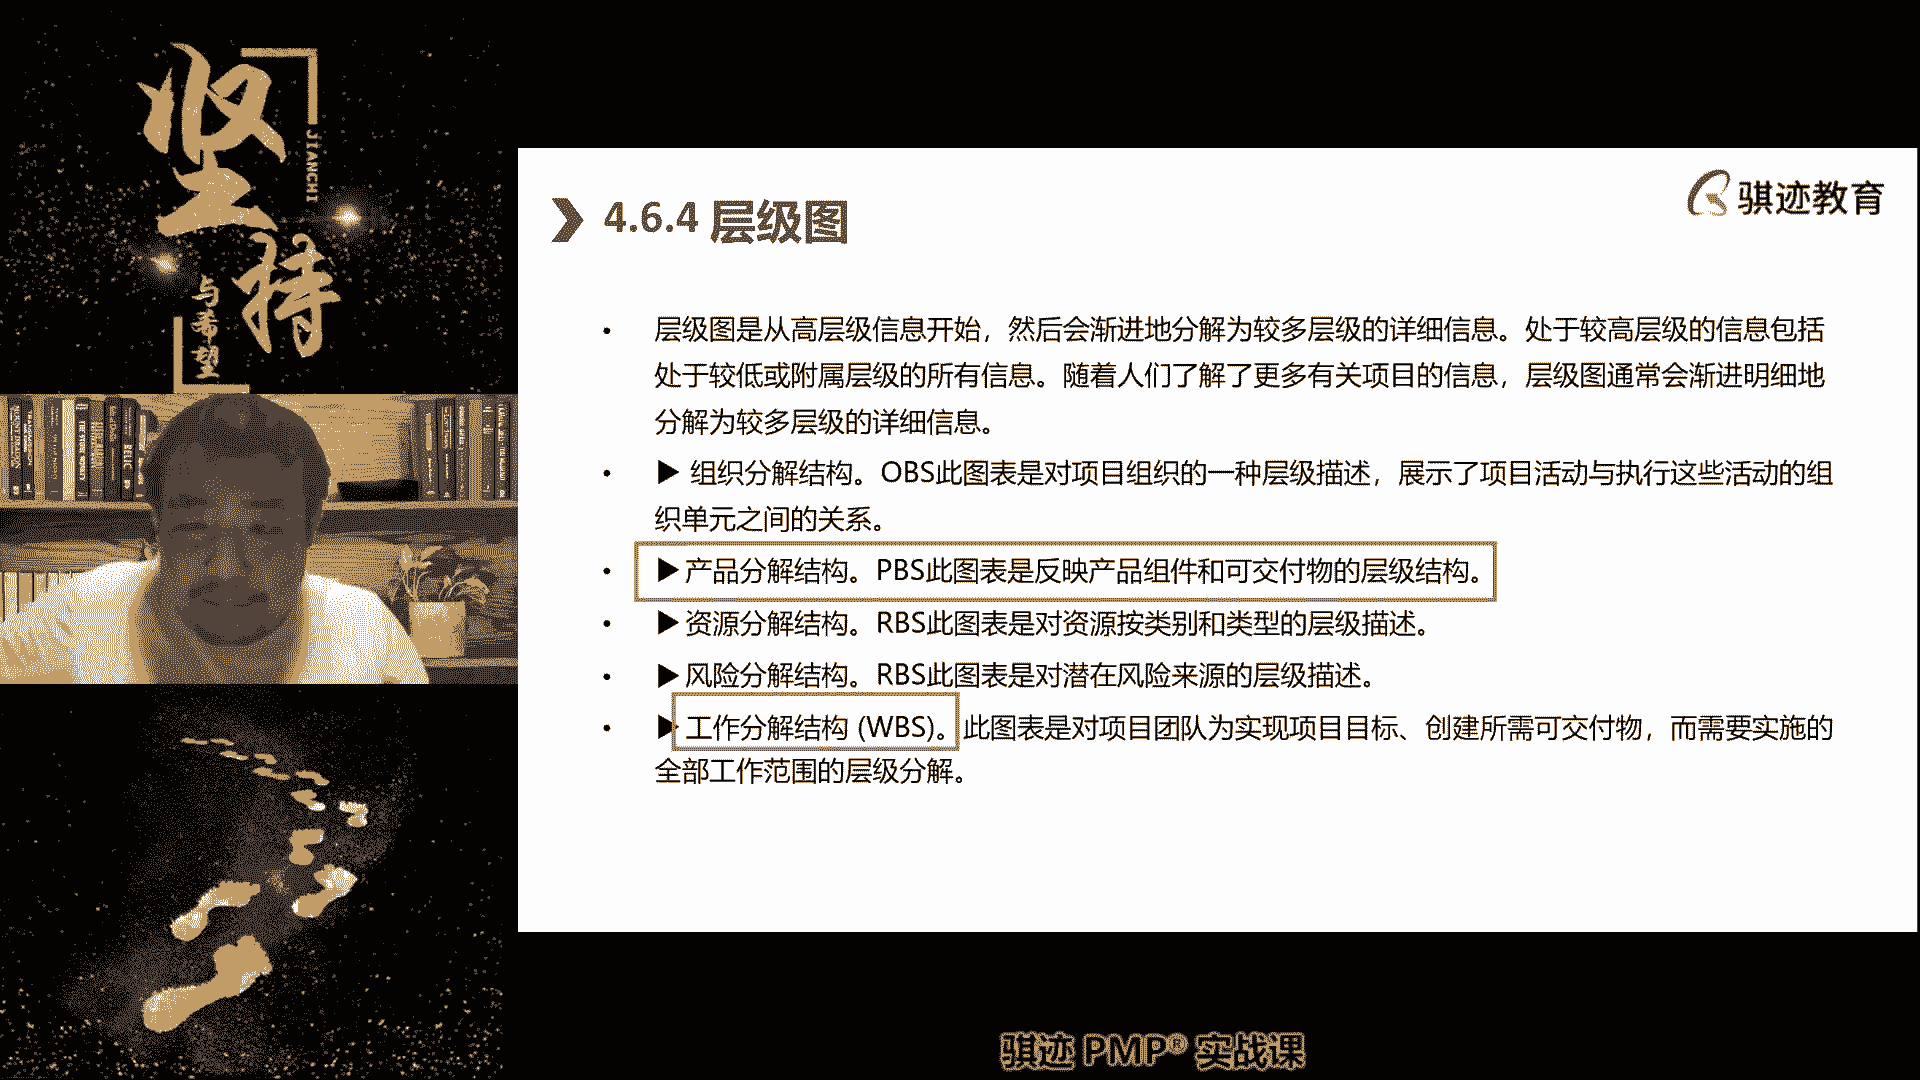 坚持
JIANCHI
与希望
骐迹教育
4.6.4 层级图
• 层级图是从高层级信息开始，然后会渐进地分解为较多层级的详细信息。处于较高层级的信息包括
处于较低或附属层级的所有信息。随着人们了解了更多有关项目的信息，层级图通常会渐进明细地
分解为较多层级的详细信息。
• ▶ 组织分解结构。OBS此图表是对项目组织的一种层级描述，展示了项目活动与执行这些活动的组
织单元之间的关系。
• ▶ 产品分解结构。PBS此图表是反映产品组件和可交付物的层级结构。
• ▶ 资源分解结构。RBS此图表是对资源按类别和类型的层级描述。
• ▶ 风险分解结构。RBS此图表是对潜在风险来源的层级描述。
• ▶ 工作分解结构 (WBS)。此图表是对项目团队为实现项目目标、创建所需可交付物，而需要实施的
全部工作范围的层级分解。
骐迹 PMP® 实战课